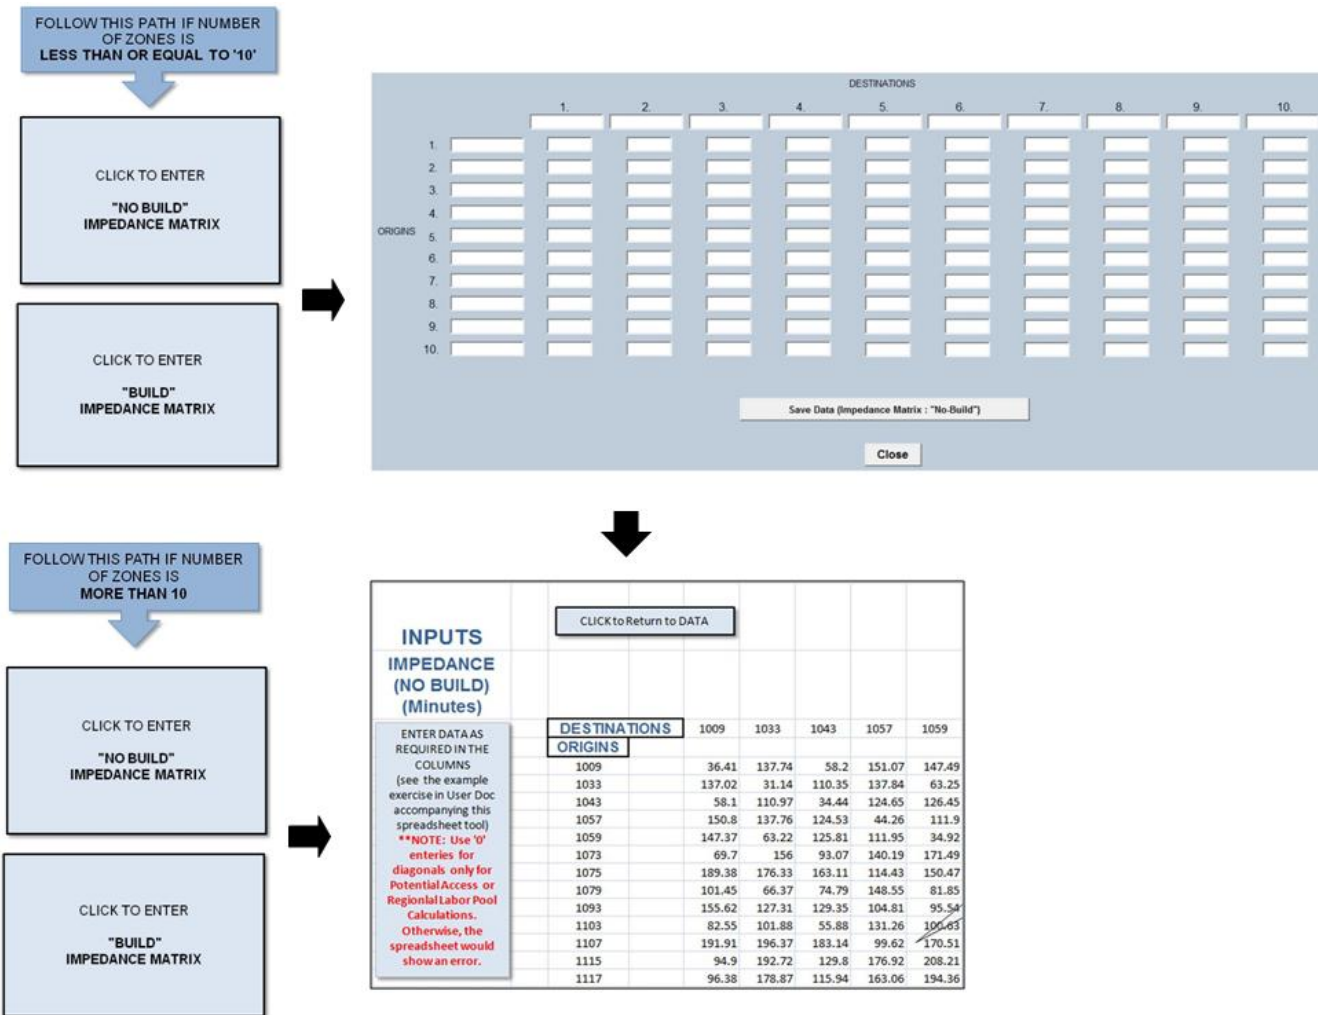 FOLLOW THIS PATH IF NUMBER
OF ZONES IS
LESS THAN OR EQUAL TO '10'
CLICK TO ENTER
"NO BUILD"
IMPEDANCE MATRIX
CLICK TO ENTER
"BUILD"
IMPEDANCE MATRIX
DESTINATIONS
1. 2. 3. 4. 5. 6. 7. 8. 9. 10.
1.
2.
3.
4.
ORIGINS 5.
6.
7.
8.
9.
10.
Save Data (Impedance Matrix : "No-Build")
Close
FOLLOW THIS PATH IF NUMBER
OF ZONES IS
MORE THAN 10
CLICK TO ENTER
"NO BUILD"
IMPEDANCE MATRIX
CLICK TO ENTER
"BUILD"
IMPEDANCE MATRIX
CLICK to Return to DATA
INPUTS
IMPEDANCE
(NO BUILD)
(Minutes)
ENTER DATA AS
REQUIRED IN THE
COLUMNS
(see the example
exercise in User Doc
accompanying this
spreadsheet tool)
**NOTE: Use '0'
enteries for
diagonals only for
Potential Access or
Regionlal Labor Pool
Calculations.
Otherwise, the
spreadsheet would
show an error.
DESTINATIONS 1009 1033 1043 1057 1059
ORIGINS
1009 36.41 137.74 58.2 151.07 147.49
1033 137.02 31.14 110.35 137.84 63.25
1043 58.1 110.97 34.44 124.65 126.45
1057 150.8 137.76 124.53 44.26 111.9
1059 147.37 63.22 125.81 111.95 34.92
1073 69.7 156 93.07 140.19 171.49
1075 189.38 176.33 163.11 114.43 150.47
1079 101.45 66.37 74.79 148.55 81.85
1093 155.62 127.31 129.35 104.81 95.54
1103 82.55 101.88 55.88 131.26 100.63
1107 191.91 196.37 183.14 99.62 170.51
1115 94.9 192.72 129.8 176.92 208.21
1117 96.38 178.87 115.94 163.06 194.36